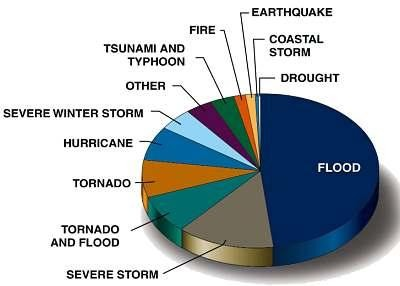 EARTHQUAKE
FIRE
COASTAL
STORM
TSUNAMI AND
TYPHOON
DROUGHT
OTHER
SEVERE WINTER STORM
HURRICANE
FLOOD
TORNADO
TORNADO
AND FLOOD
SEVERE STORM